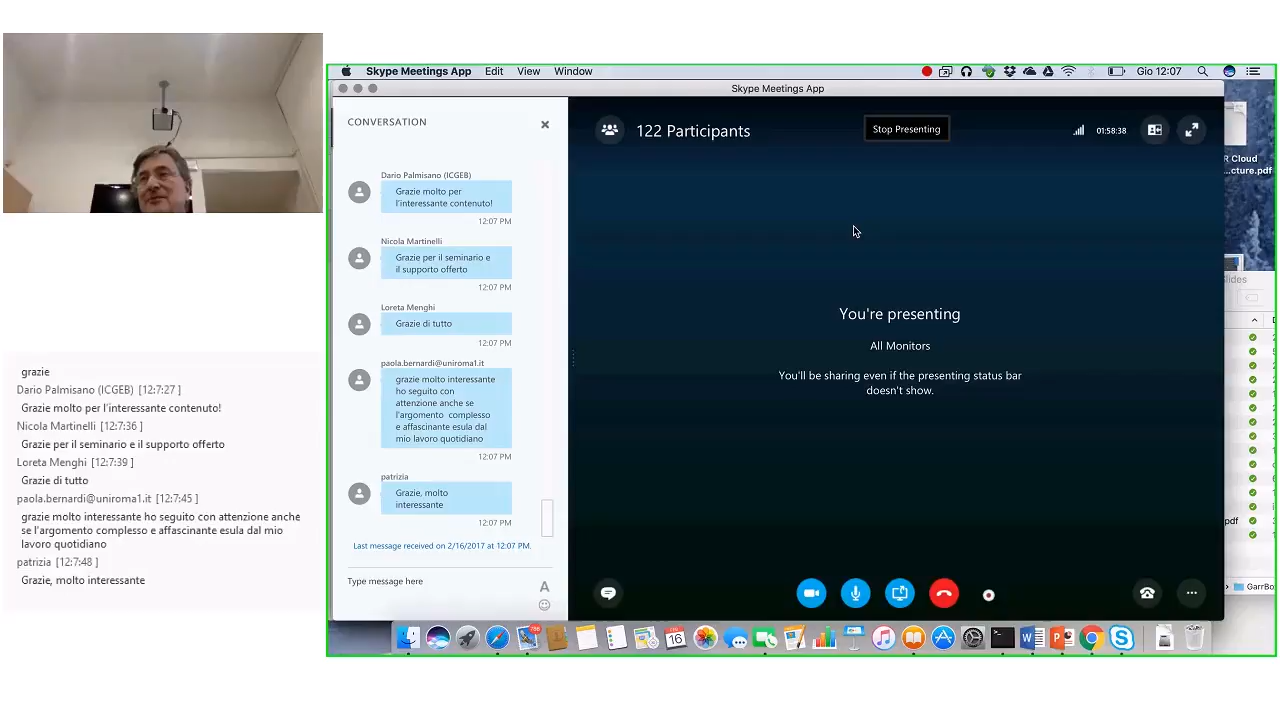 Skype Meetings App Edit View Window
Gio 12:07
Skype Meetings App
CONVERSATION
Dario Palmisano (ICGEB)
Grazie molto per
l'interessante contenuto!
12:07 PM
Nicola Martinelli
Grazie per il seminario e
il supporto offerto
12:07 PM
Loreta Menghi
Grazie di tutto
12:07 PM
paola.bernardi@uniroma1.it
grazie molto interessante
ho seguito con
attenzione anche se
l'argomento complesso
e affascinante esula dal
mio lavoro quotidiano
12:07 PM
patrizia
Grazie, molto
interessante
12:07 PM
Last message received on 2/16/2017 at 12:07 PM.
Type message here
A
122 Participants
Stop Presenting
01:58:38
You're presenting
All Monitors
You'll be sharing even if the presenting status bar
doesn't show.
R Cloud
...cture.pdf
lides
pdf
GarrBo
16
grazie
Dario Palmisano (ICGEB) [12:7:27 ]
Grazie molto per l'interessante contenuto!
Nicola Martinelli [12:7:36 ]
Grazie per il seminario e il supporto offerto
Loreta Menghi [12:7:39 ]
Grazie di tutto
paola.bernardi@uniroma1.it [12:7:45 ]
grazie molto interessante ho seguito con attenzione anche
se l'argomento complesso e affascinante esula dal mio
lavoro quotidiano
patrizia [12:7:48 ]
Grazie, molto interessante